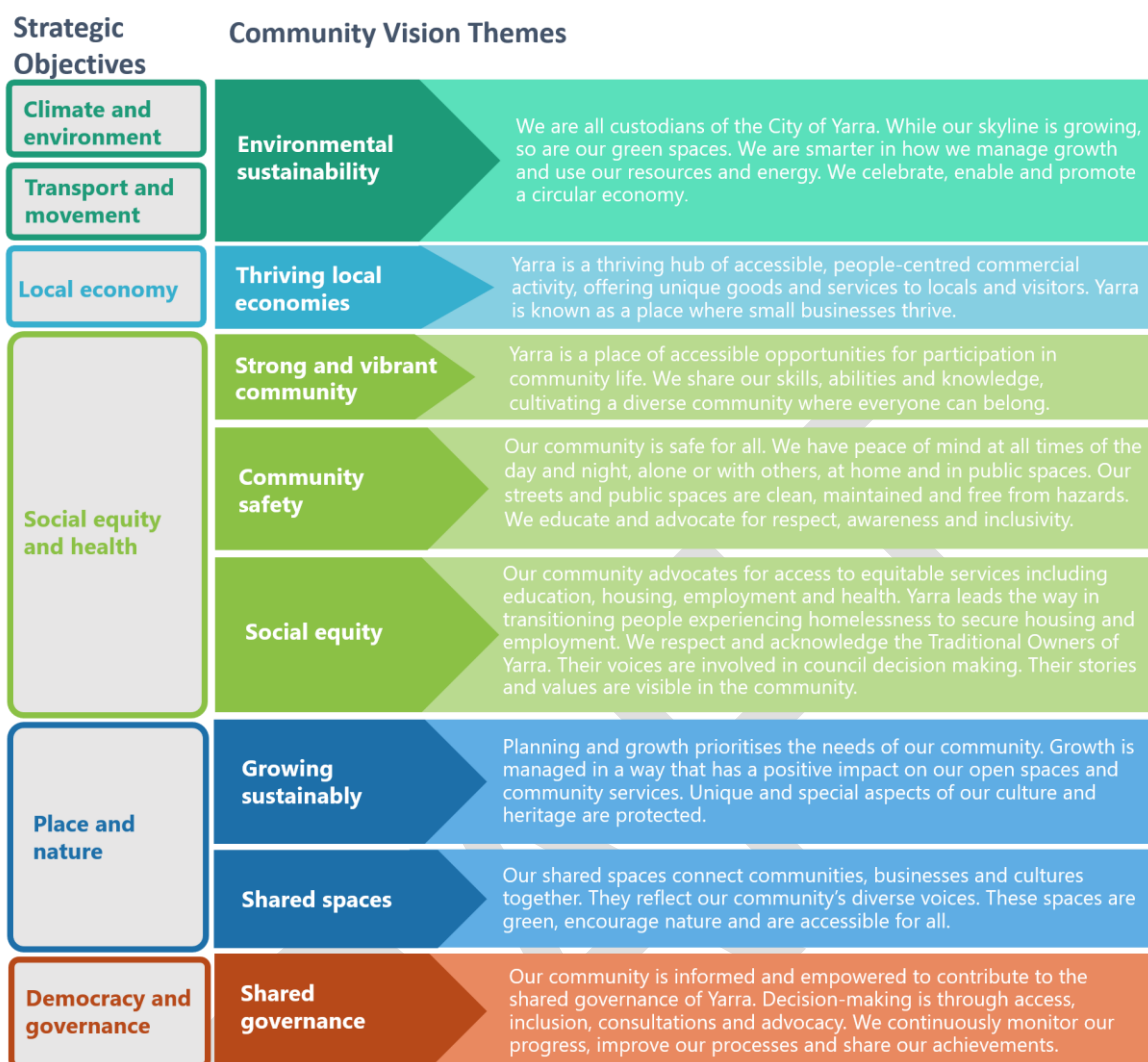 Strategic
Objectives
Community Vision Themes
Climate and
environment
Transport and
movement
Environmental
sustainability
We are all custodians of the City of Yarra. While our skyline is growing,
so are our green spaces. We are smarter in how we manage growth
and use our resources and energy. We celebrate, enable and promote
a circular economy.
Local economy
Thriving local
economies
Yarra is a thriving hub of accessible, people-centred commercial
activity, offering unique goods and services to locals and visitors. Yarra
is known as a place where small businesses thrive.
Social equity
and health
Strong and vibrant
community
Yarra is a place of accessible opportunities for participation in
community life. We share our skills, abilities and knowledge,
cultivating a diverse community where everyone can belong.
Community
safety
Our community is safe for all. We have peace of mind at all times of the
day and night, alone or with others, at home and in public spaces. Our
streets and public spaces are clean, maintained and free from hazards.
We educate and advocate for respect, awareness and inclusivity.
Social equity
Our community advocates for access to equitable services including
education, housing, employment and health. Yarra leads the way in
transitioning people experiencing homelessness to secure housing and
employment. We respect and acknowledge the Traditional Owners of
Yarra. Their voices are involved in council decision making. Their stories
and values are visible in the community.
Place and
nature
Growing
sustainably
Planning and growth prioritises the needs of our community. Growth is
managed in a way that has a positive impact on our open spaces and
community services. Unique and special aspects of our culture and
heritage are protected.
Shared spaces
Our shared spaces connect communities, businesses and cultures
together. They reflect our community's diverse voices. These spaces are
green, encourage nature and are accessible for all.
Democracy and
governance
Shared
governance
Our community is informed and empowered to contribute to the
shared governance of Yarra. Decision-making is through access,
inclusion, consultations and advocacy. We continuously monitor our
progress, improve our processes and share our achievements.